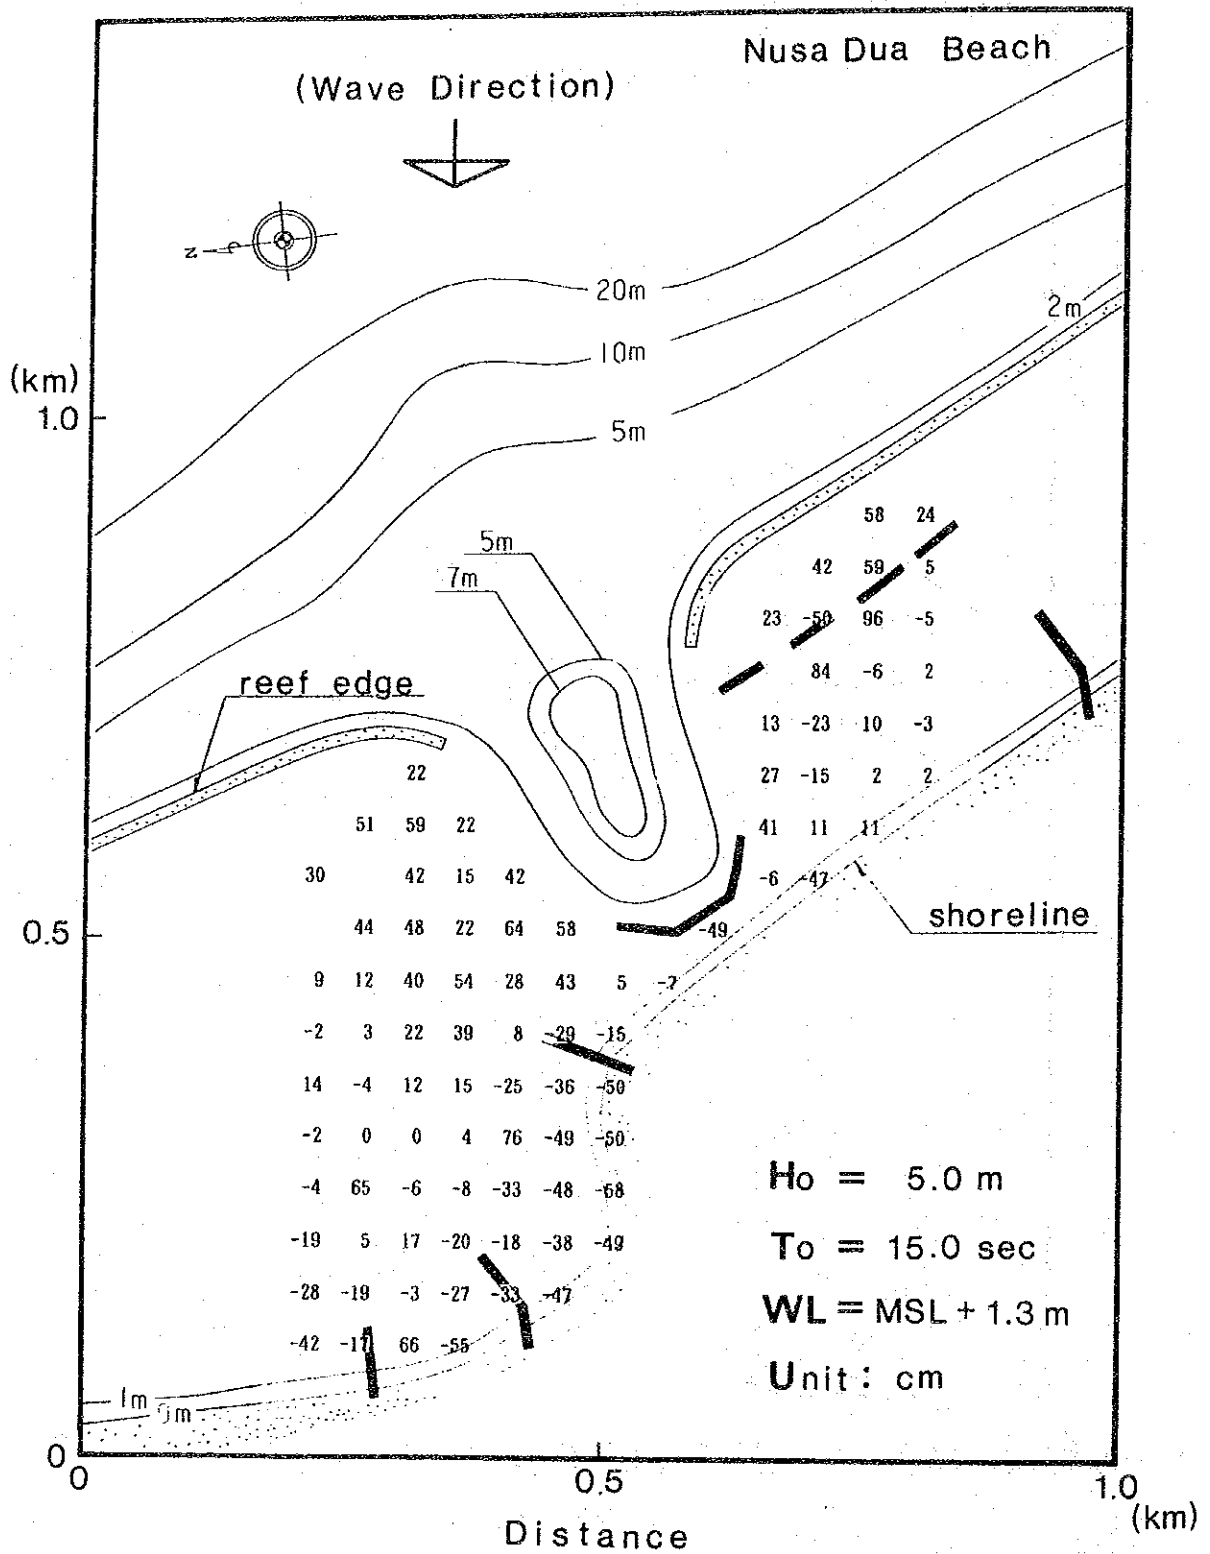 Nusa Dua Beach
(Wave Direction)
N
20m
2m
10m
(km)
1.0
5m
58 24
5m
42 59 5
7m
23 -50 96 -5
84 -6 2
reef edge
13 -23 10 -3
22
27 -15 2 2
51 59 22
41 11 11
30 42 15 42
-6 -47
shoreline
0.5
44 48 22 64 58 -49
9 12 40 54 28 43 5 -7
-2 3 22 39 8 -29 -15
14 -4 12 15 -25 -36 -50
-2 0 0 4 76 -49 -50
Ho = 5.0 m
-4 65 -6 -8 -33 -48 -68
-19 5 17 -20 -18 -38 -49
To = 15.0 sec
-28 -19 -3 -27 -33 -47
WL = MSL + 1.3 m
-42 -17 66 -55
Unit : cm
1m
0m
0
0 0.5 1.0
(km)
Distance